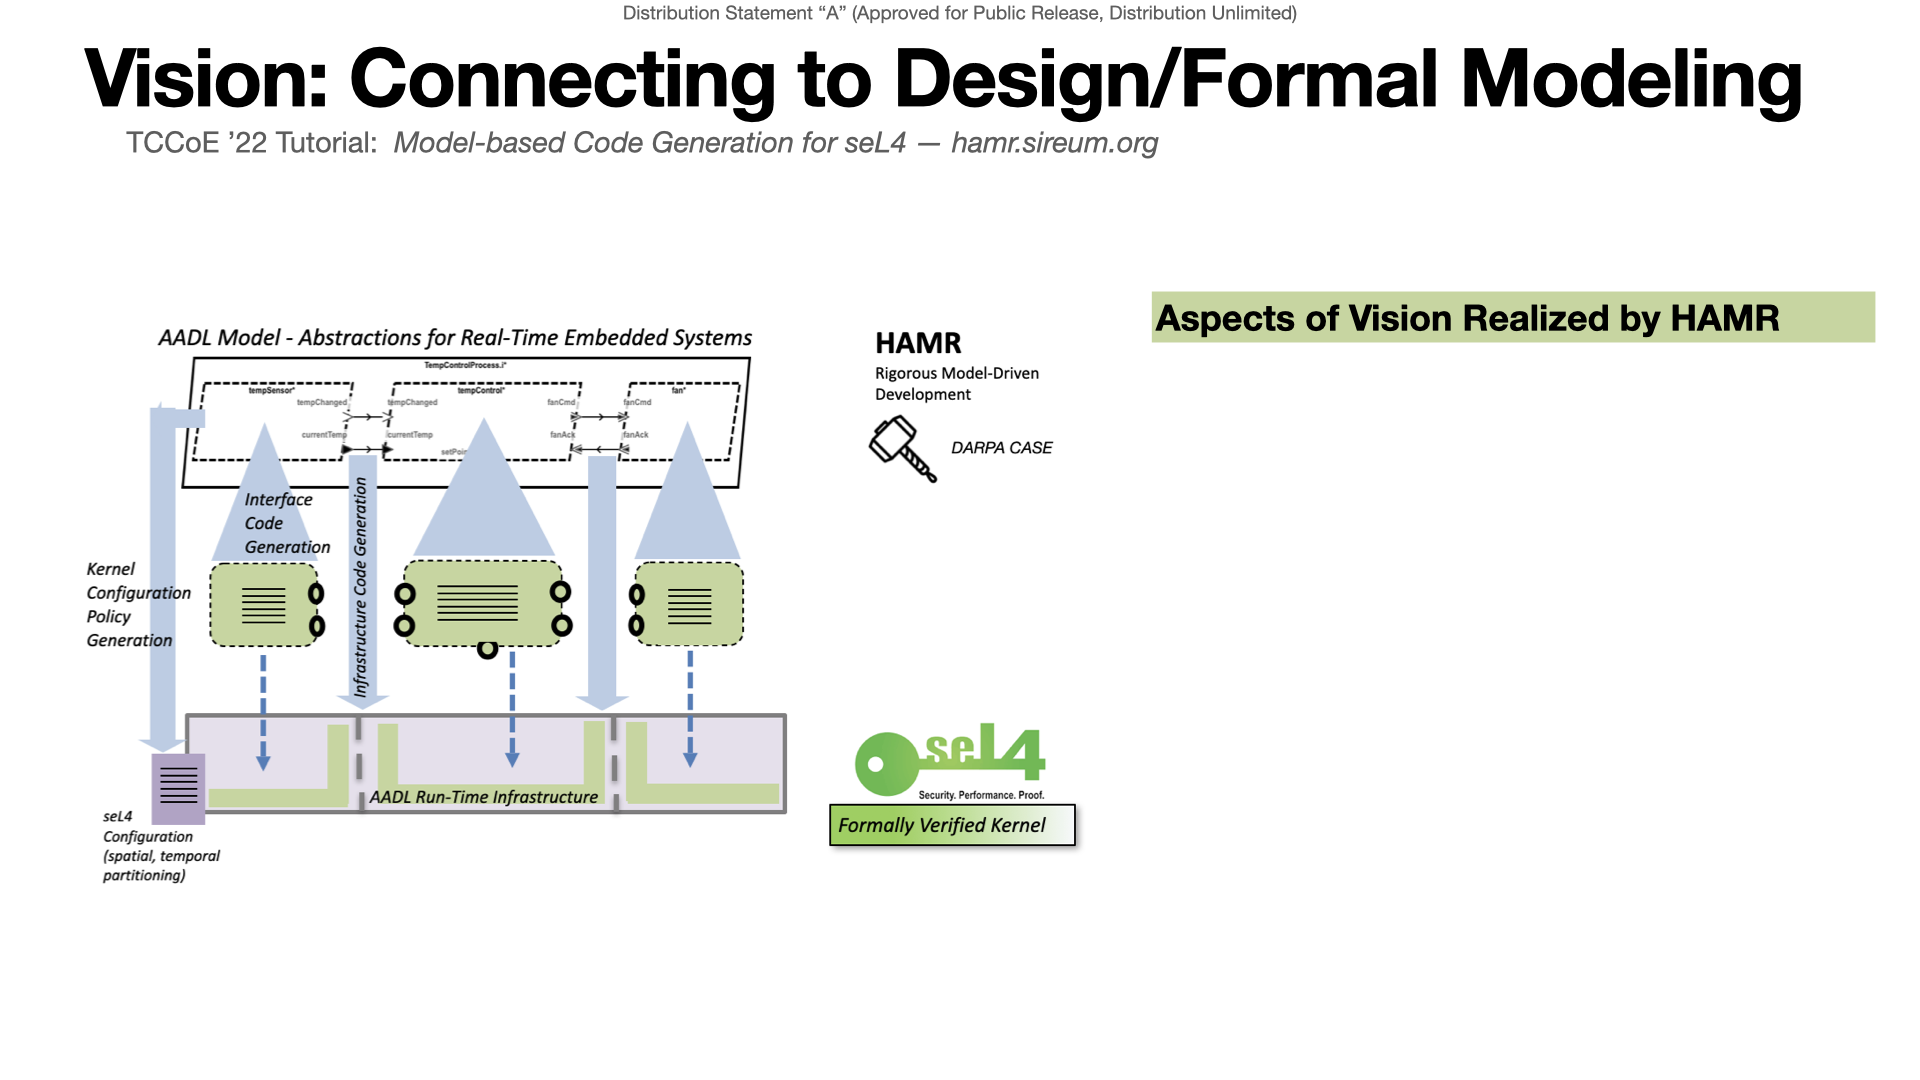 Distribution Statement “A” (Approved for Public Release, Distribution Unlimited)
Vision: Connecting to Design/Formal Modeling
TCCoE ’22 Tutorial: Model-based Code Generation for seL4 — hamr.sireum.org
Aspects of Vision Realized by HAMR
AADL Model - Abstractions for Real-Time Embedded Systems
TempControlProcess.i*
tempSensor*
tempControl*
fan*
tempChanged
tempChanged
fanCmd
fanCmd
currentTemp
currentTemp
fanAck
fanAck
HAMR
Rigorous Model-Driven
Development
DARPA CASE
Interface
Code
Generation
Infrastructure Code Generation
Kernel
Configuration
Policy
Generation
AADL Run-Time Infrastructure
seL4
Configuration
(spatial, temporal
partitioning)
seL4
Security. Performance. Proof.
Formally Verified Kernel